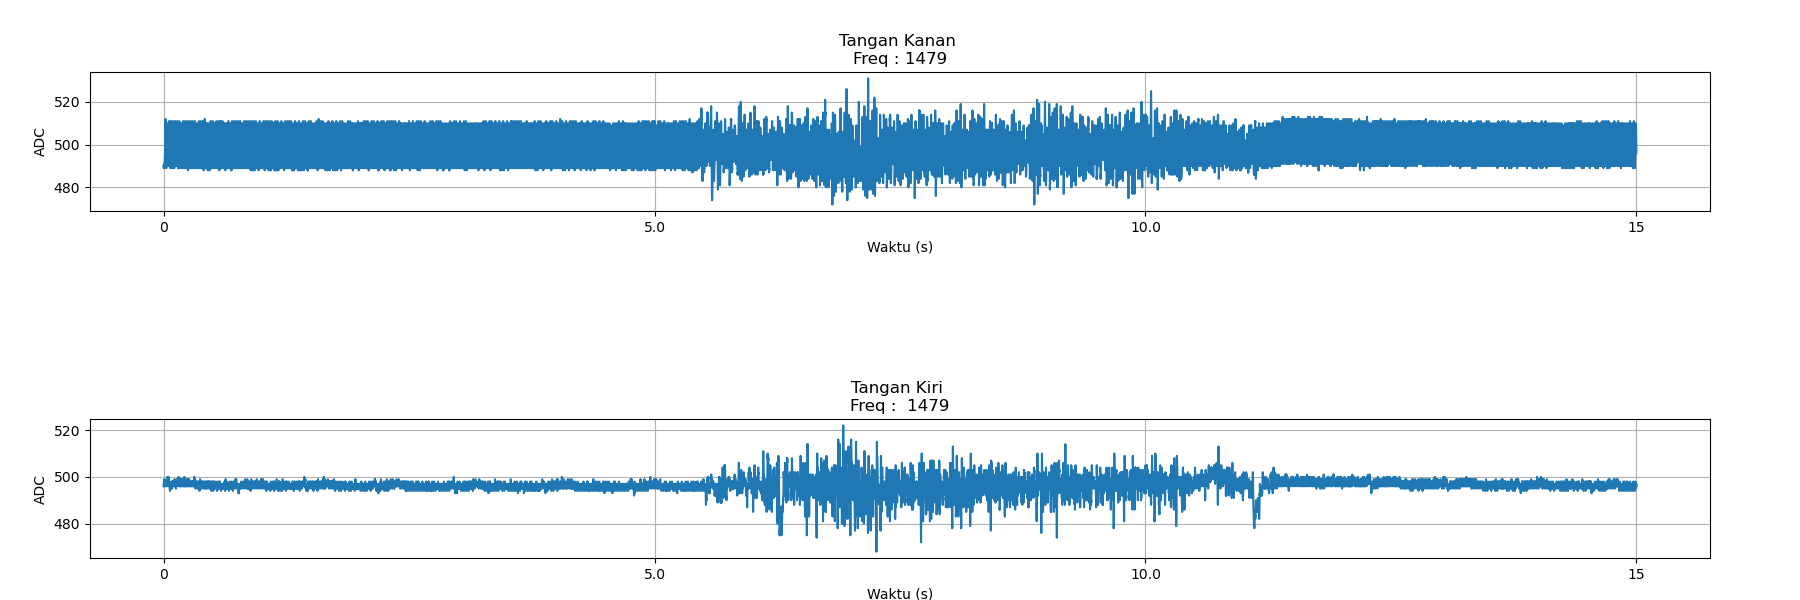 Tangan Kanan
Freq : 1479
520
500
480
ADC
0 5.0 10.0 15
Waktu (s)
Tangan Kiri
Freq :  1479
520
500
480
ADC
0 5.0 10.0 15
Waktu (s)